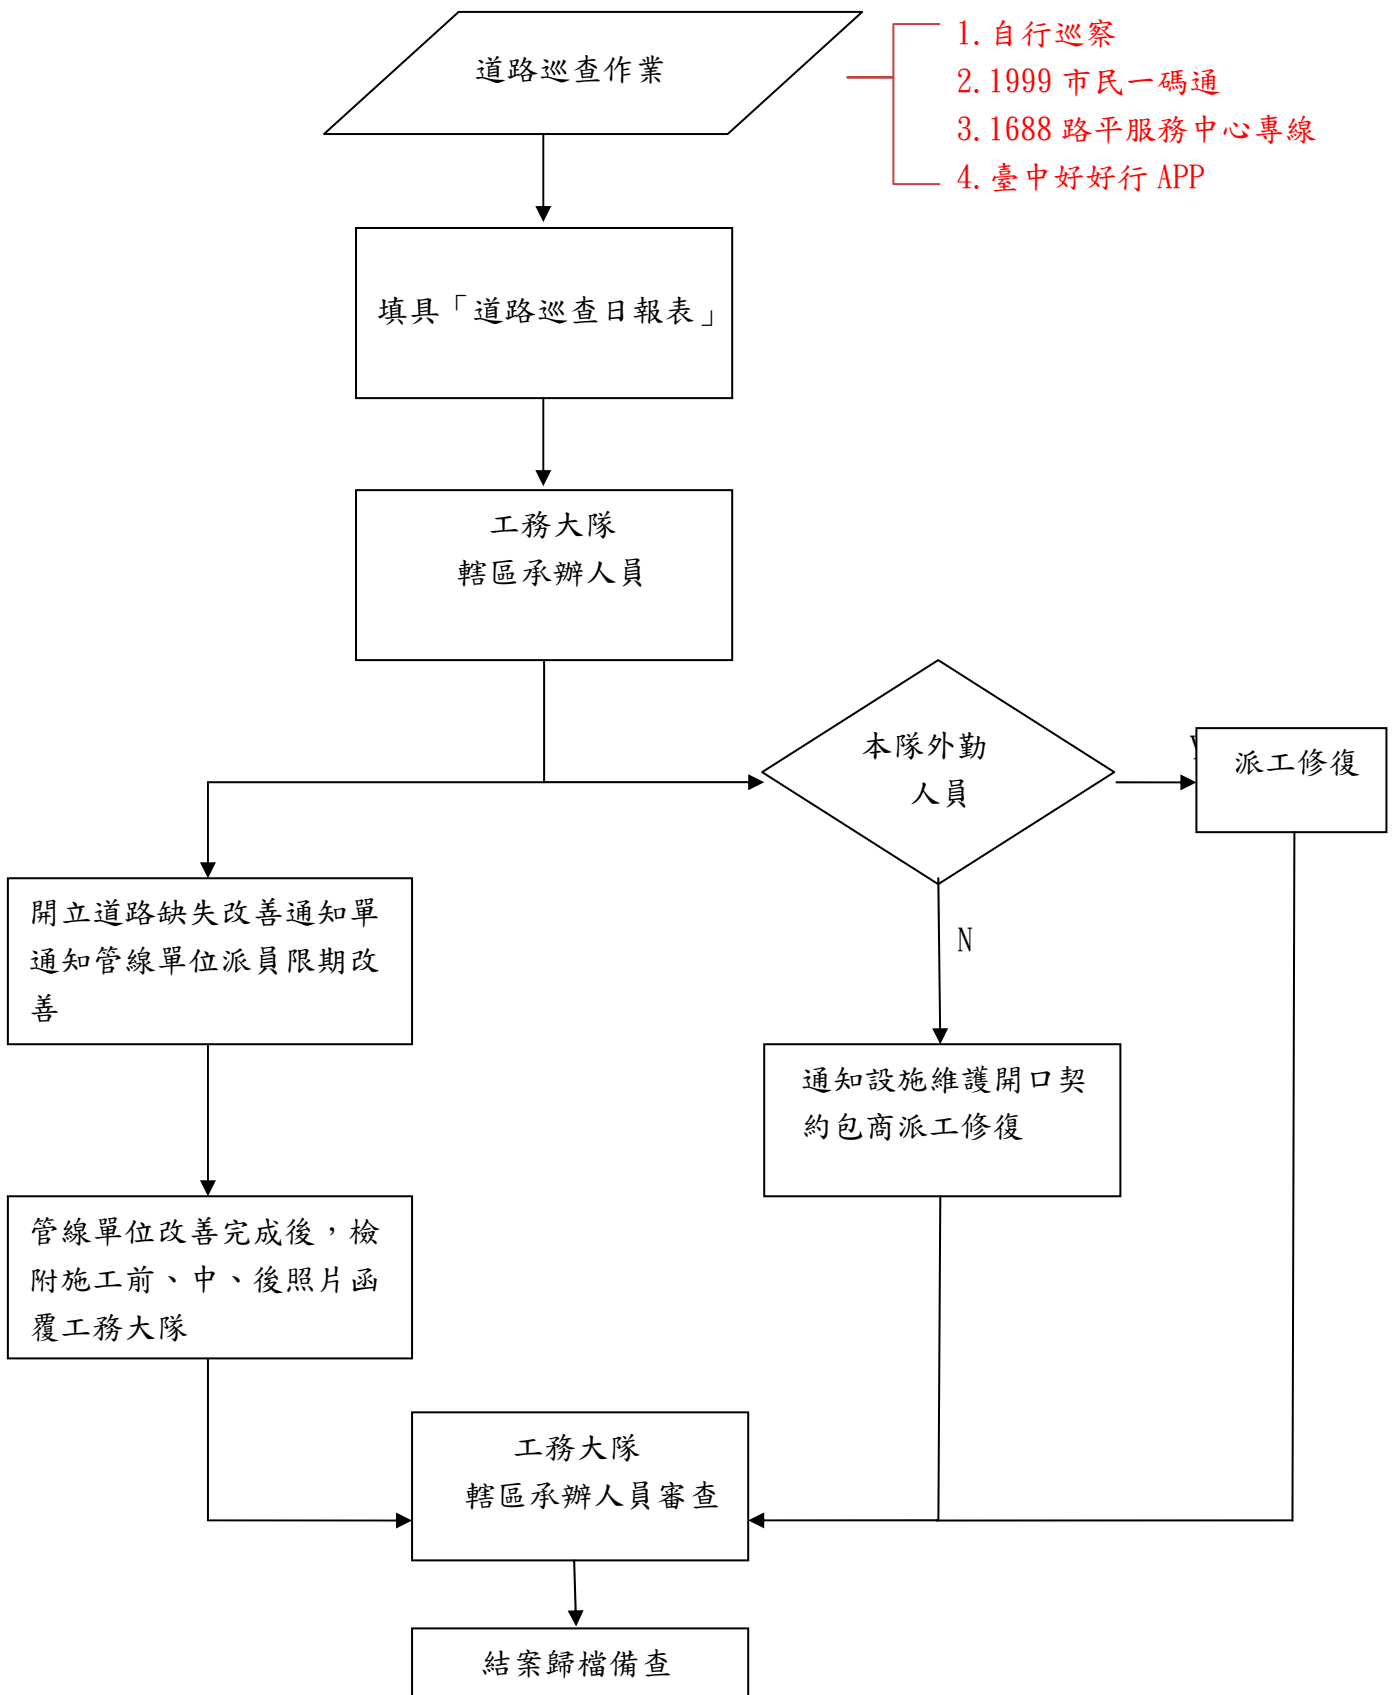 道路巡查作業
1.自行巡察
2.1999 市民一碼通
3.1688 路平服務中心專線
4.臺中好好行 APP
填具「道路巡查日報表」
工務大隊
轄區承辦人員
本隊外勤
人員
派工修復
開立道路缺失改善通知單
通知管線單位派員限期改
善
N
通知設施維護開口契
約包商派工修復
管線單位改善完成後，檢
附施工前、中、後照片函
覆工務大隊
工務大隊
轄區承辦人員審查
結案歸檔備查